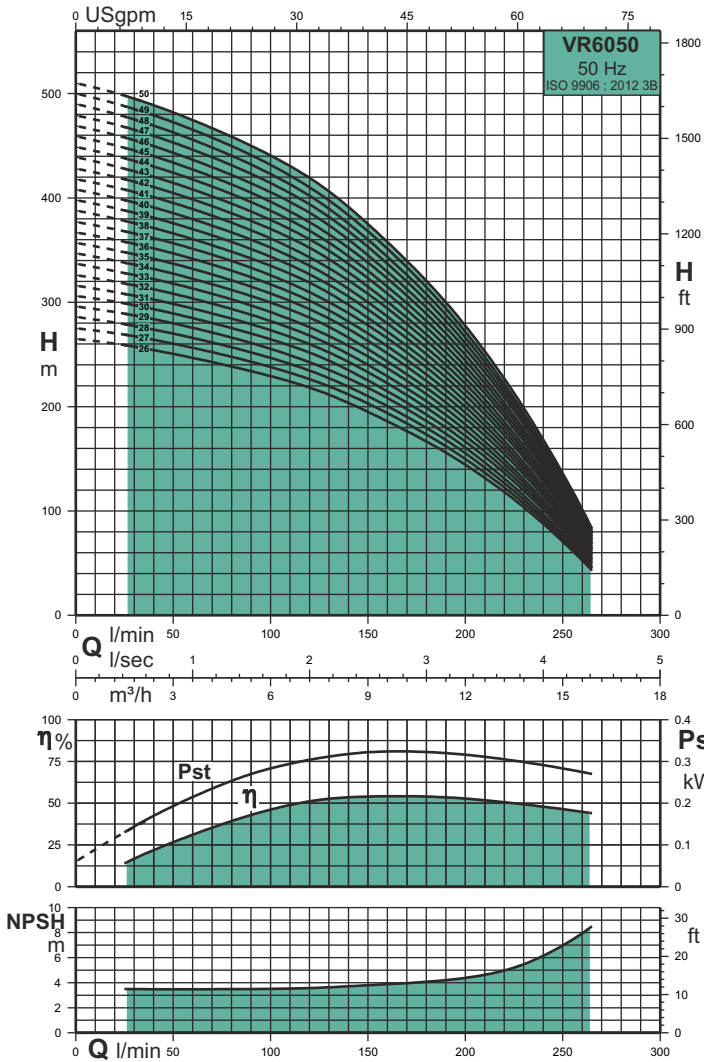 0 15 30 45 60 75
USgpm
VR6050
50 Hz
ISO 9906 : 2012 3B
1800
500
1500
400
1200
H
ft
300
900
H
m
200
600
100
300
0
0
50
49
48
47
46
45
44
43
42
41
40
39
38
37
36
35
34
33
32
31
30
29
28
27
26
0 50 100 150 200 250 300
Q l/min
0 1 2 3 4 5
l/sec
0 3 6 9 12 15 18
m³/h
100
75
50
25
0
η%
Pst
η
0.4
0.3
0.2
0.1
0
Ps
kW
10
8
6
4
2
0
NPSH
m
30
20
10
0
ft
0 50 100 150 200 250 300
Q l/min